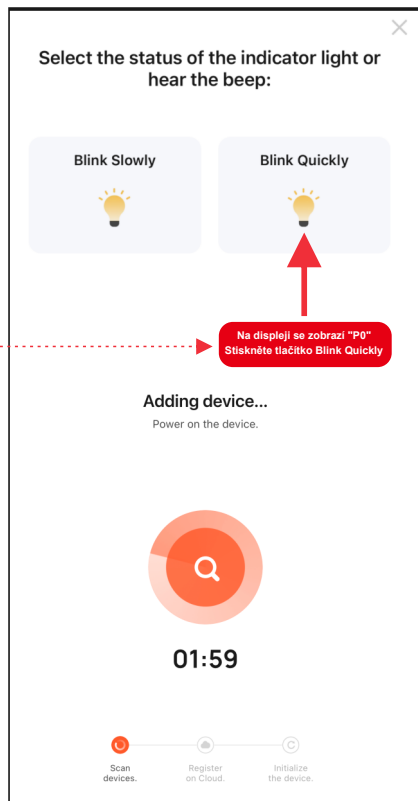 Select the status of the indicator light or
hear the beep:
Blink Slowly
Blink Quickly
Na displeji se zobrazí "P0"
Stiskněte tlačítko Blink Quickly
Adding device...
Power on the device.
01:59
Scan
devices.
Register
on Cloud.
Initialize
the device.